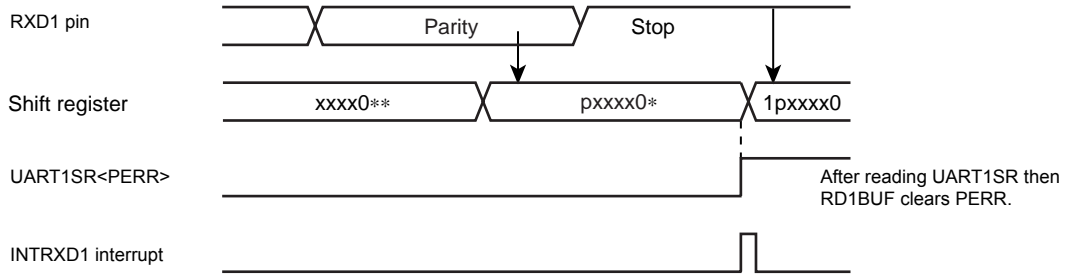 RXD1 pin
Parity
Stop
Shift register
xxxx0**
pxxxx0*
1pxxxx0
UART1SR<PERR>
After reading UART1SR then
RD1BUF clears PERR.
INTRXD1 interrupt